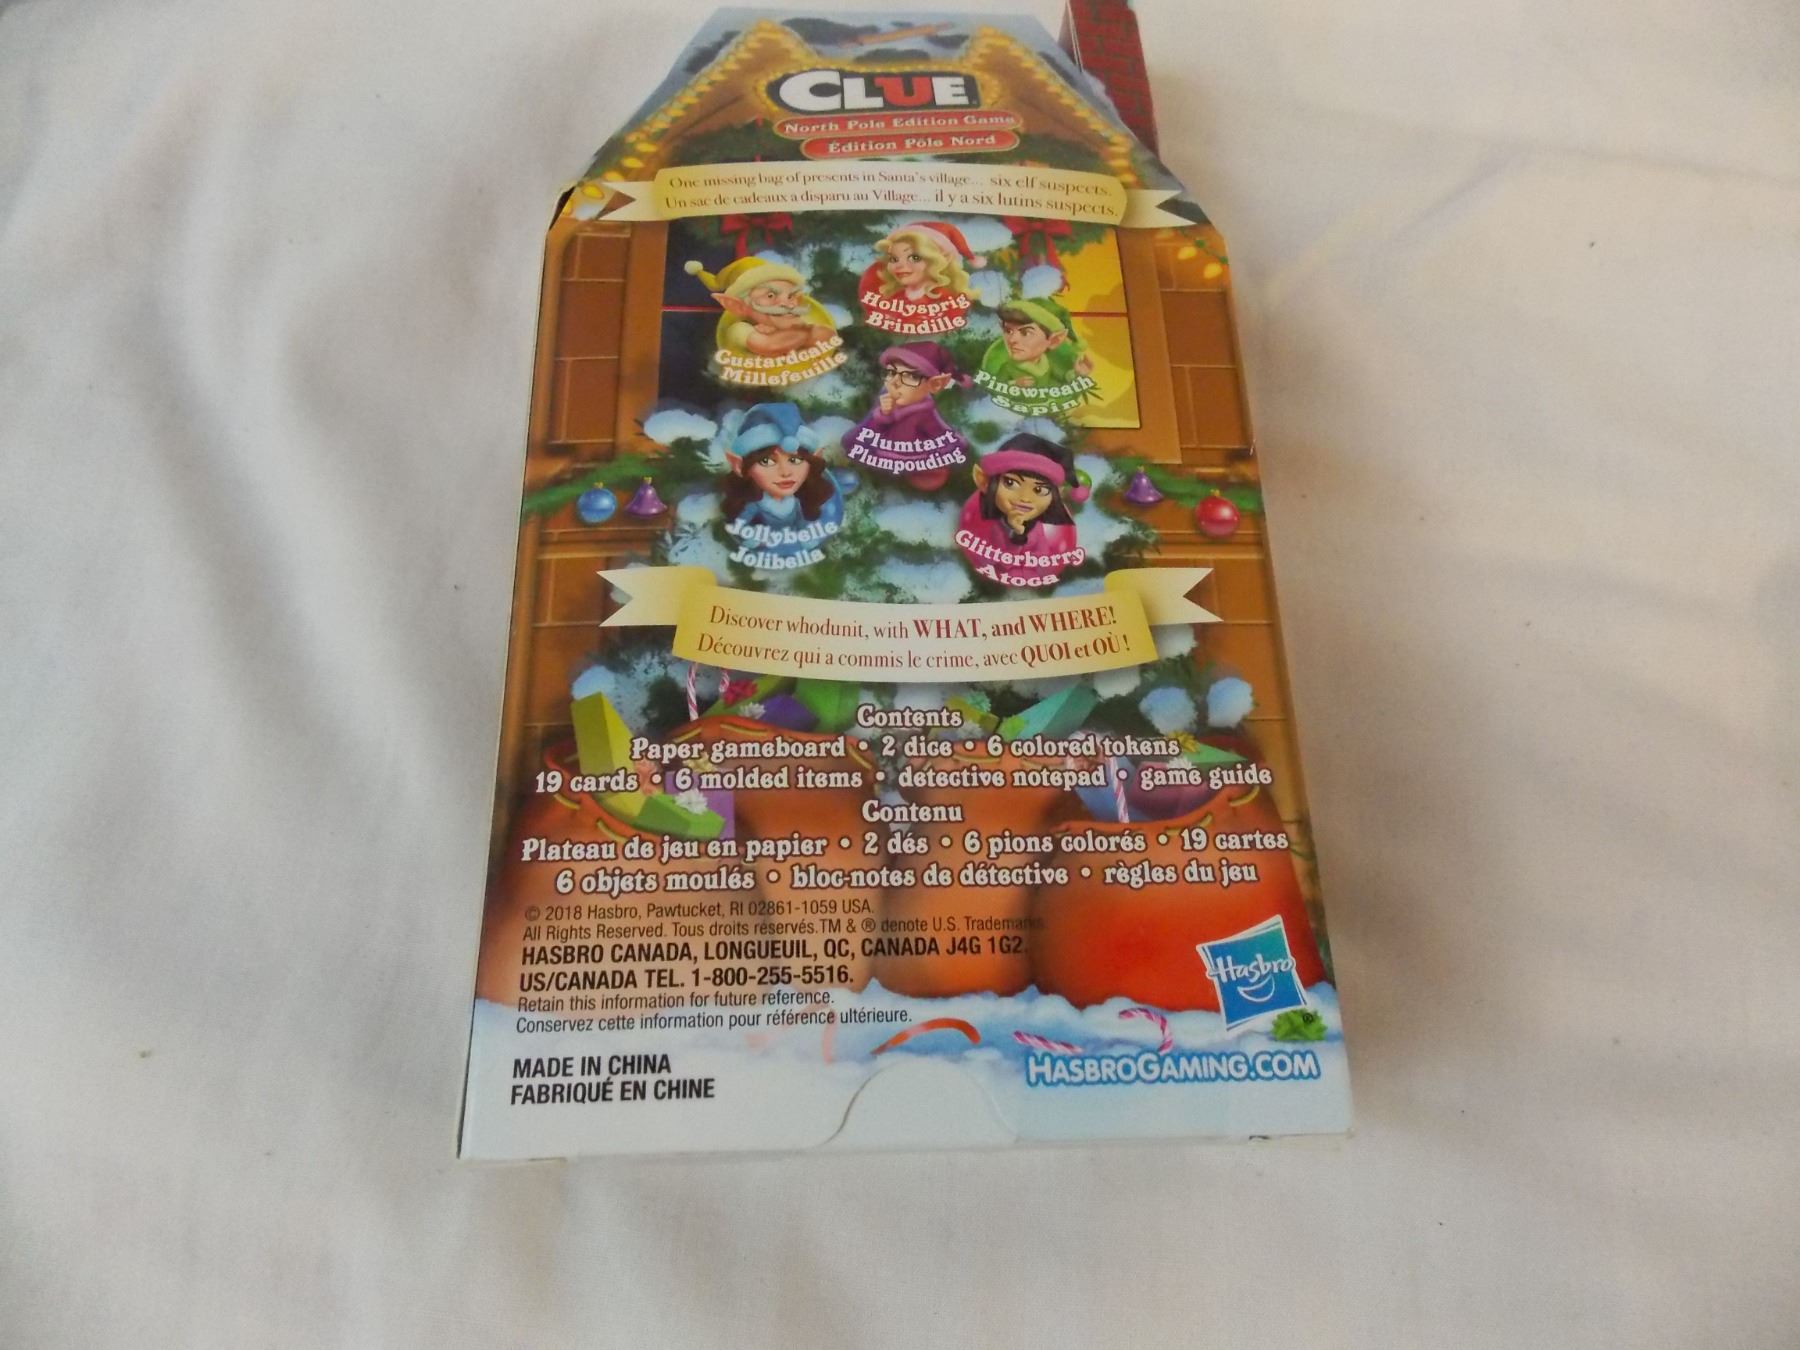 CLUE
North Pole Edition Game
Édition Pôle Nord
One missing bag of presents in Santa's village... six elf suspects.
Un sac de cadeaux a disparu au Village... il y a six lutins suspects.
Hollysprig
Brindille
Custardcake
Millefeuille
Pinewreath
Sapin
Plumtart
Plumpouding
Jollybelle
Jolibella
Glitterberry
Atoca
Discover whodunit, with WHAT, and WHERE!
Découvrez qui a commis le crime, avec QUOI et OÙ !
Contents
Paper gameboard • 2 dice • 6 colored tokens
19 cards • 6 molded items • detective notepad • game guide
Contenu
Plateau de jeu en papier • 2 dés • 6 pions colorés • 19 cartes
6 objets moulés • bloc-notes de détective • règles du jeu
© 2018 Hasbro, Pawtucket, RI 02861-1059 USA.
All Rights Reserved. Tous droits réservés. TM & ® denote U.S. Trademarks.
HASBRO CANADA, LONGUEUIL, QC, CANADA J4G 1G2.
US/CANADA TEL. 1-800-255-5516.
Retain this information for future reference.
Conservez cette information pour référence ultérieure.
Hasbro
®
MADE IN CHINA
FABRIQUÉ EN CHINE
HASBROGAMING.COM